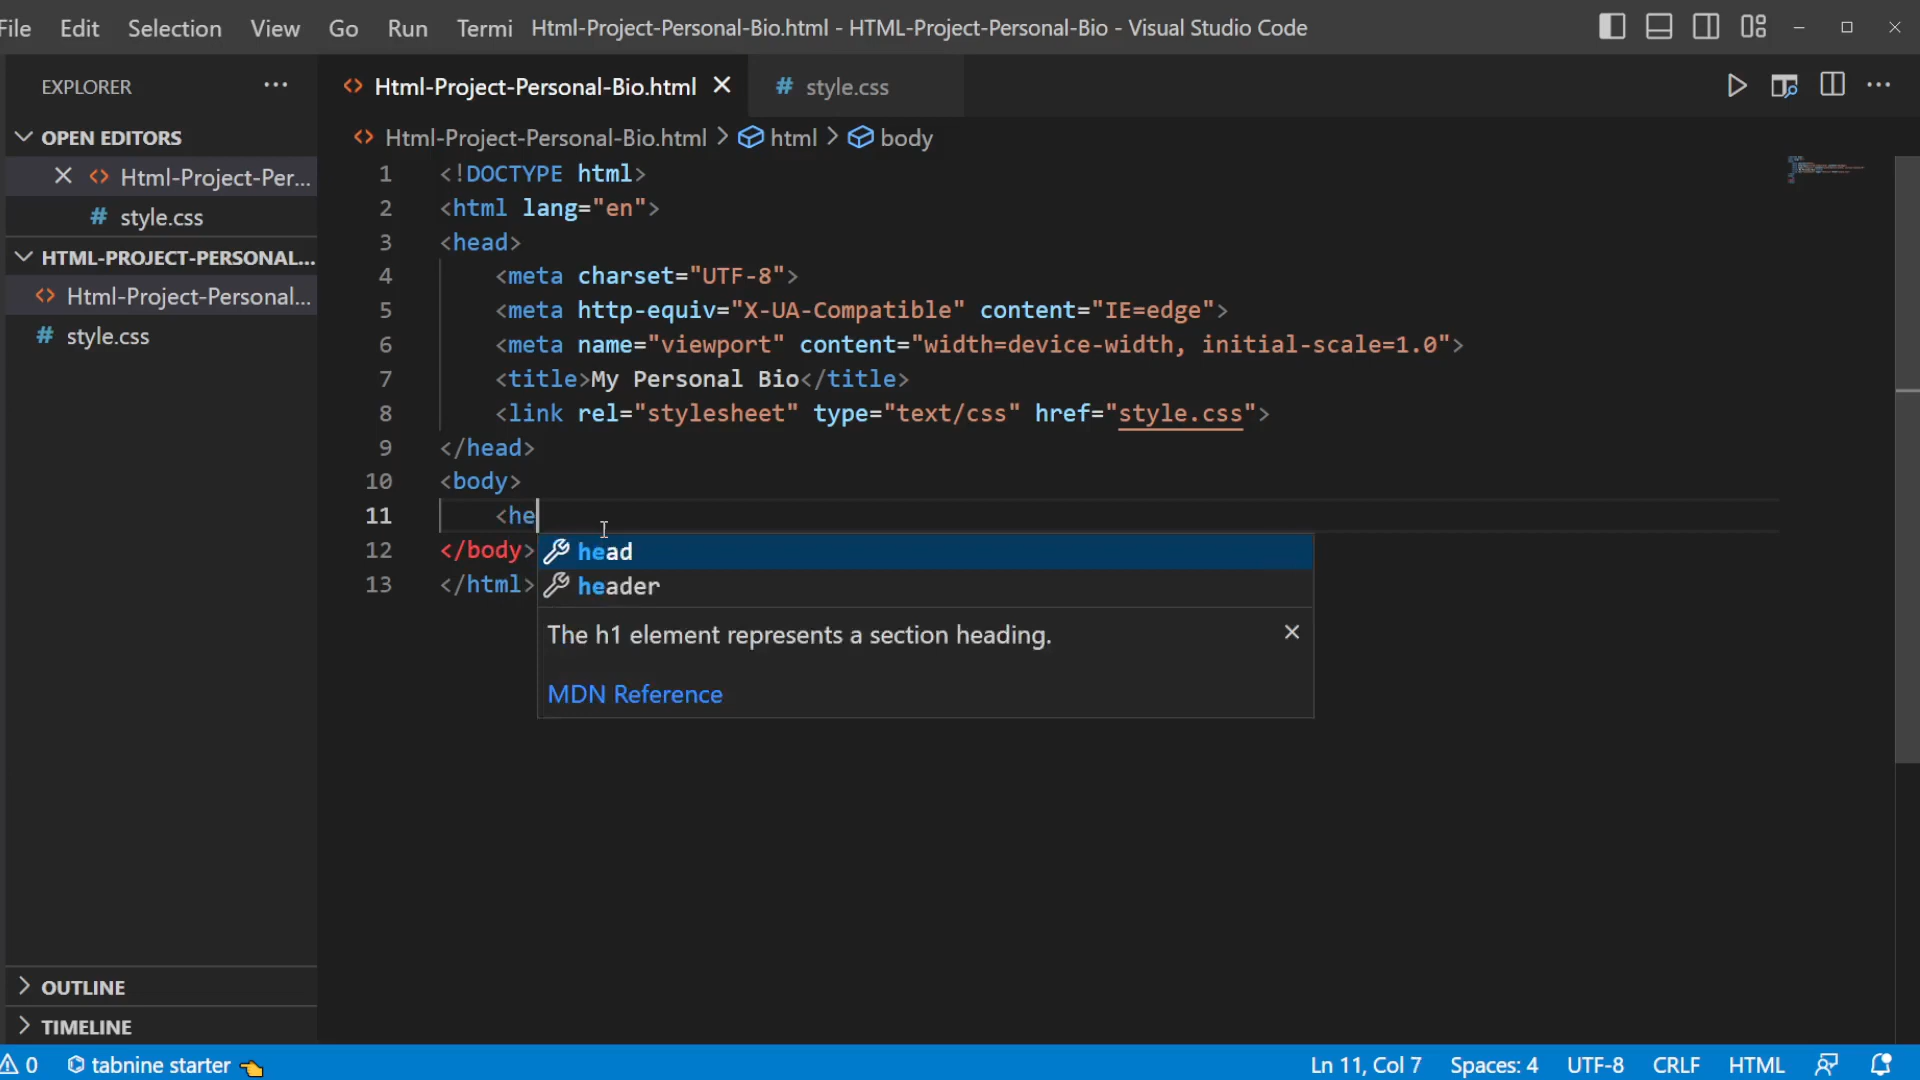 File Edit Selection View Go Run Termi Html-Project-Personal-Bio.html - HTML-Project-Personal-Bio - Visual Studio Code
EXPLORER ···
OPEN EDITORS
Html-Project-Per...
style.css
HTML-PROJECT-PERSONAL...
Html-Project-Personal...
style.css
OUTLINE
TIMELINE
Html-Project-Personal-Bio.html
style.css
Html-Project-Personal-Bio.html > html > body
1 <!DOCTYPE html>
2 <html lang="en">
3 <head>
4 <meta charset="UTF-8">
5 <meta http-equiv="X-UA-Compatible" content="IE=edge">
6 <meta name="viewport" content="width=device-width, initial-scale=1.0">
7 <title>My Personal Bio</title>
8 <link rel="stylesheet" type="text/css" href="style.css">
9 </head>
10 <body>
11 <he
12 </body>
13 </html>
head
header
The h1 element represents a section heading.
MDN Reference
0 tabnine starter Ln 11, Col 7 Spaces: 4 UTF-8 CRLF HTML